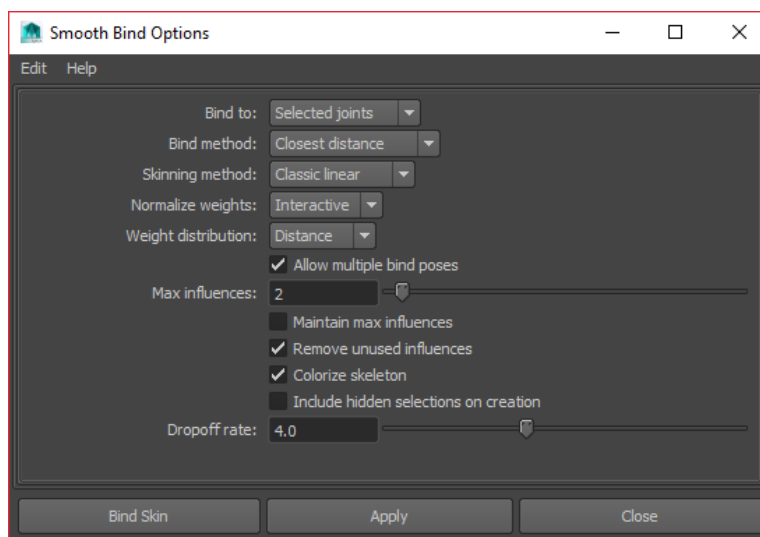 Smooth Bind Options
Edit Help
Bind to: Selected joints
Bind method: Closest distance
Skinning method: Classic linear
Normalize weights: Interactive
Weight distribution: Distance
Allow multiple bind poses
Max influences: 2
Maintain max influences
Remove unused influences
Colorize skeleton
Include hidden selections on creation
Dropoff rate: 4.0
Bind Skin Apply Close